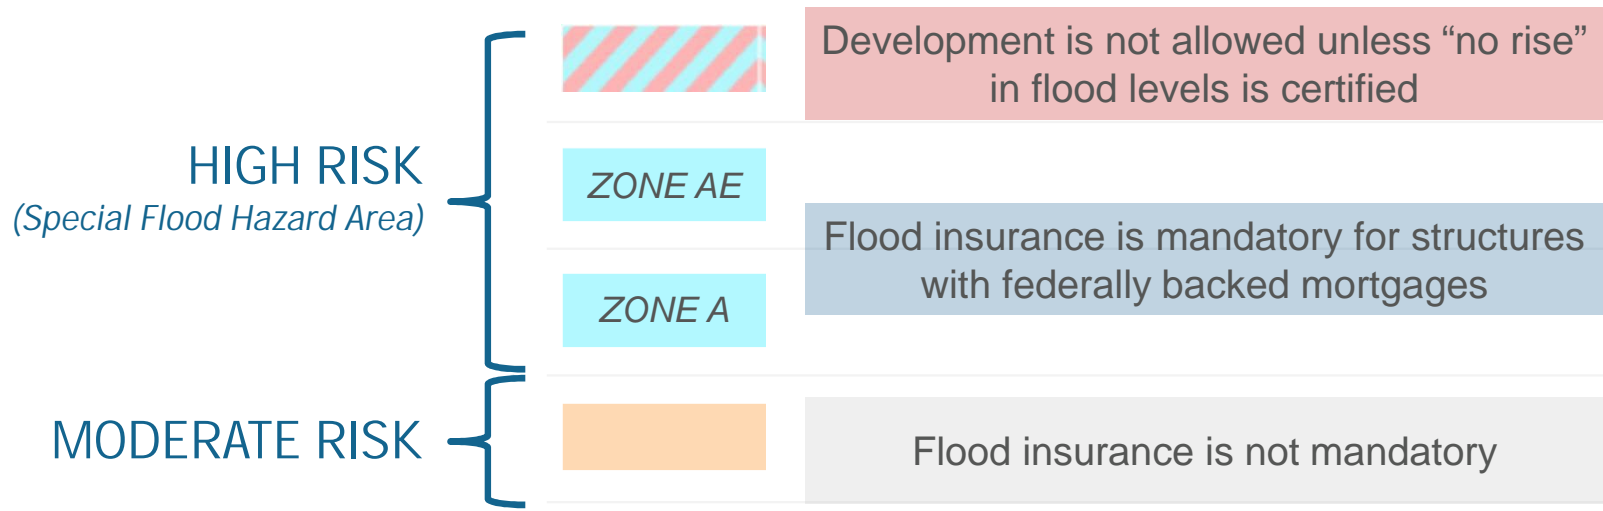 Development is not allowed unless “no rise”
in flood levels is certified
HIGH RISK
(Special Flood Hazard Area)
ZONE AE
Flood insurance is mandatory for structures
with federally backed mortgages
ZONE A
MODERATE RISK
Flood insurance is not mandatory